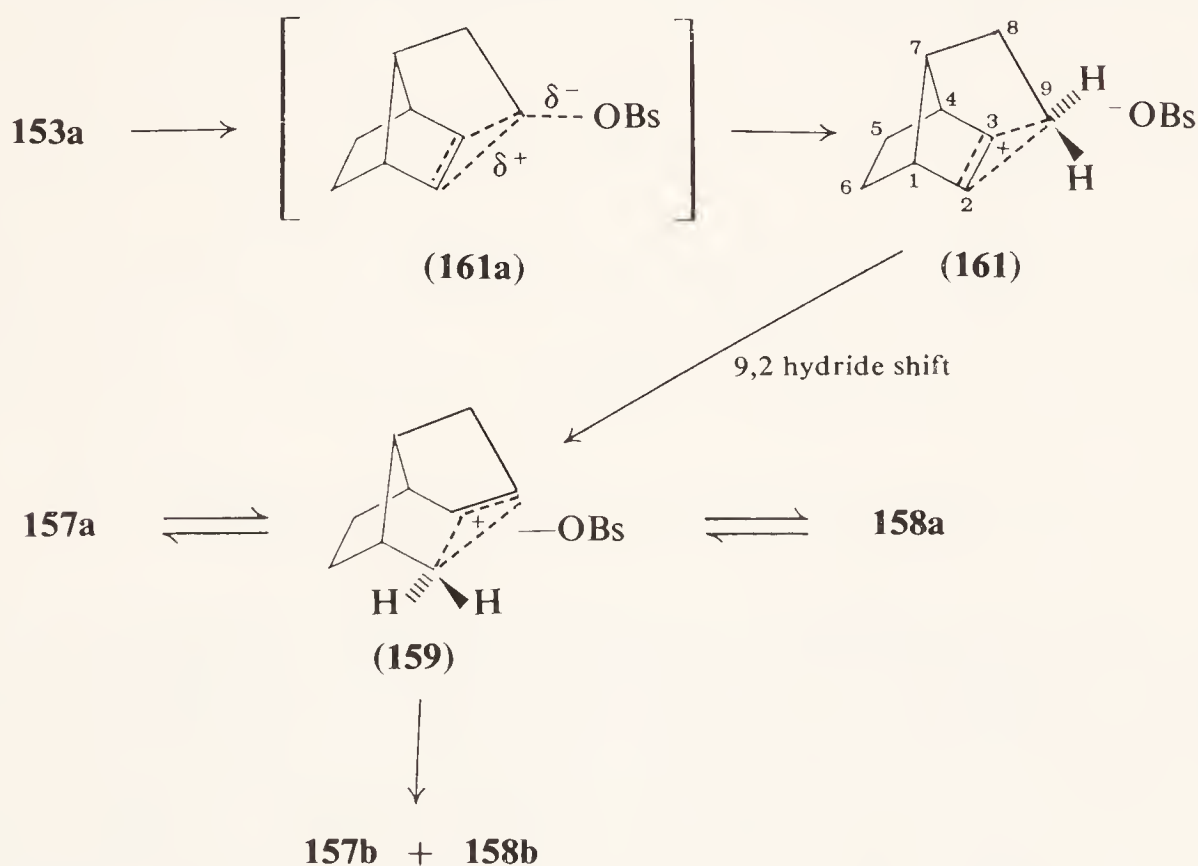 153a
δ⁻
OBs
δ⁺
(161a)
8
7
9
H
⁻OBs
4
3
5
+
H
6
1
2
(161)
9,2 hydride shift
157a
+
—OBs
158a
H
H
(159)
157b + 158b